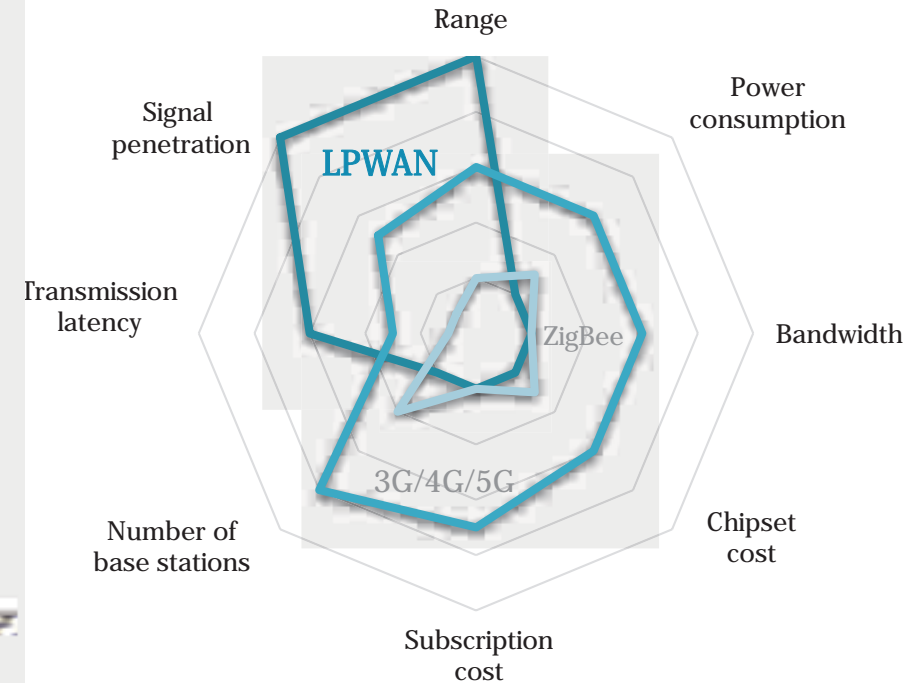 Range
Power
consumption
Signal
penetration
LPWAN
Transmission
latency
ZigBee
Bandwidth
3G/4G/5G
Number of
base stations
Chipset
cost
Subscription
cost